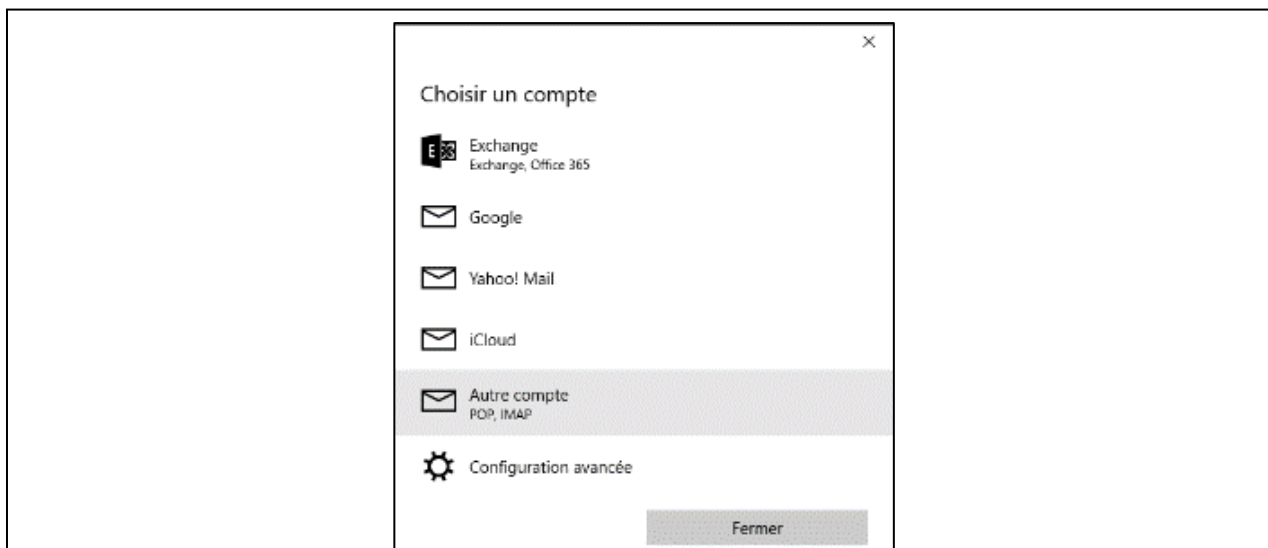 Choisir un compte
Exchange
Exchange, Office 365
Google
Yahoo! Mail
iCloud
Autre compte
POP, IMAP
Configuration avancée
Fermer